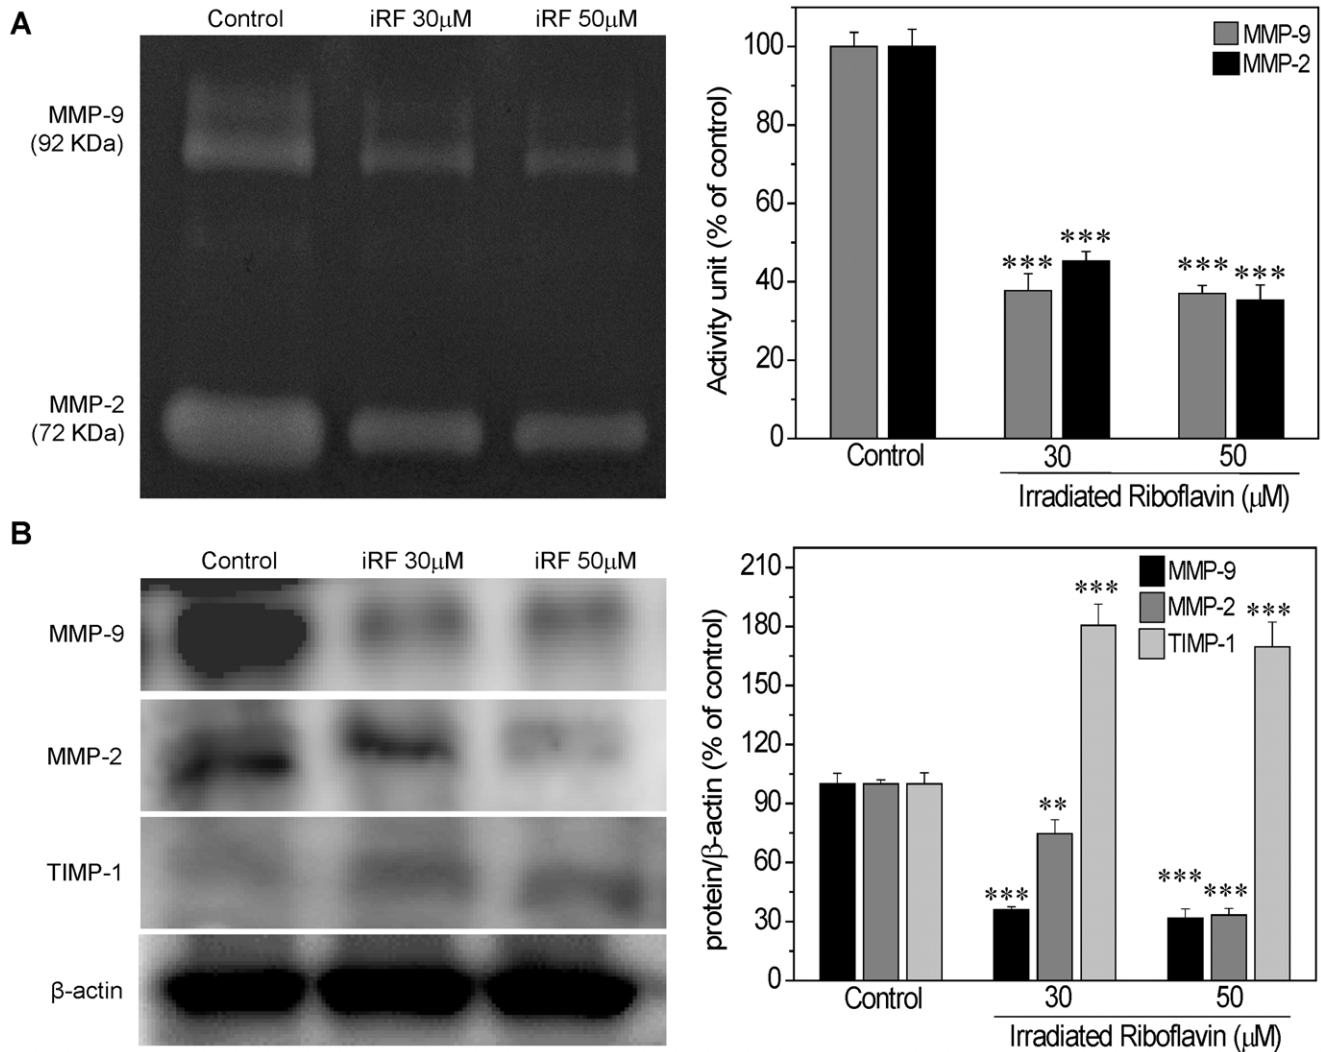 A
Control iRF 30μM iRF 50μM
MMP-9
(92 KDa)
MMP-2
(72 KDa)
Activity unit (% of control)
100
80
60
40
20
0
MMP-9
MMP-2
*** *** *** ***
Control 30 50
Irradiated Riboflavin (μM)
B
Control iRF 30μM iRF 50μM
MMP-9
MMP-2
TIMP-1
β-actin
protein/β-actin (% of control)
210
180
150
120
90
60
30
0
MMP-9
MMP-2
TIMP-1
*** ** *** *** *** ***
Control 30 50
Irradiated Riboflavin (μM)